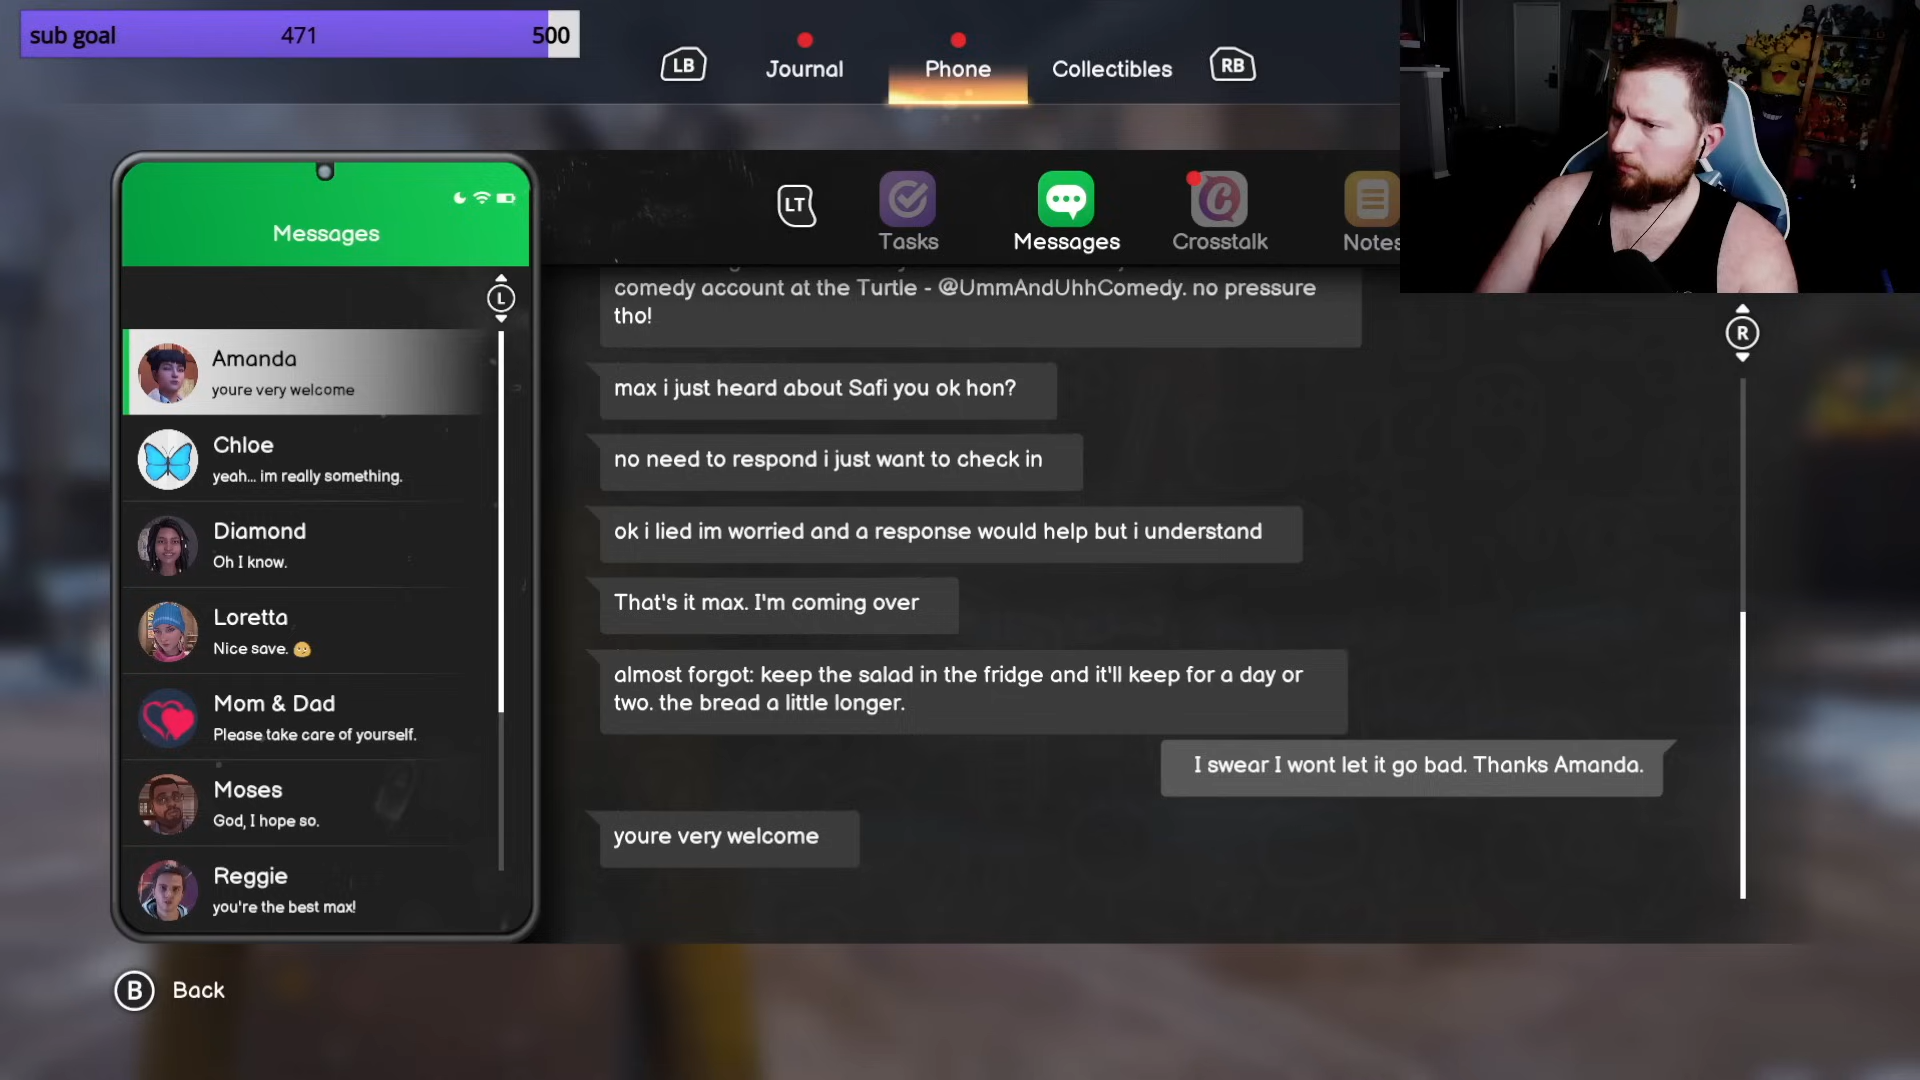 sub goal 471 500
LB Journal Phone Collectibles RB
Messages
L
Amanda
youre very welcome
Chloe
yeah... im really something.
Diamond
Oh I know.
Loretta
Nice save.
Mom & Dad
Please take care of yourself.
Moses
God, I hope so.
Reggie
you're the best max!
LT Tasks Messages Crosstalk Notes
comedy account at the Turtle - @UmmAndUhhComedy. no pressure
tho!
max i just heard about Safi you ok hon?
no need to respond i just want to check in
ok i lied im worried and a response would help but i understand
That's it max. I'm coming over
almost forgot: keep the salad in the fridge and it'll keep for a day or
two. the bread a little longer.
I swear I wont let it go bad. Thanks Amanda.
youre very welcome
R
B Back